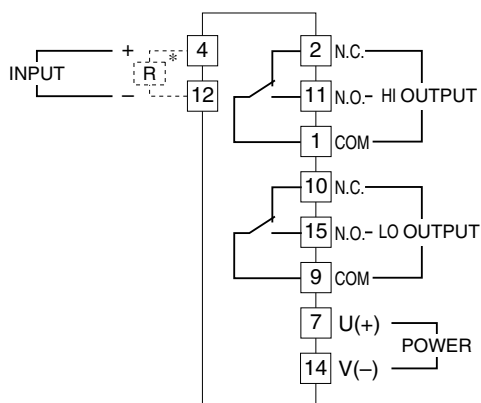 + 4 2 N.C.
INPUT R *
− 12 11 N.O. HI OUTPUT
1 COM
10 N.C.
15 N.O. LO OUTPUT
9 COM
7 U(+)
POWER
14 V(−)